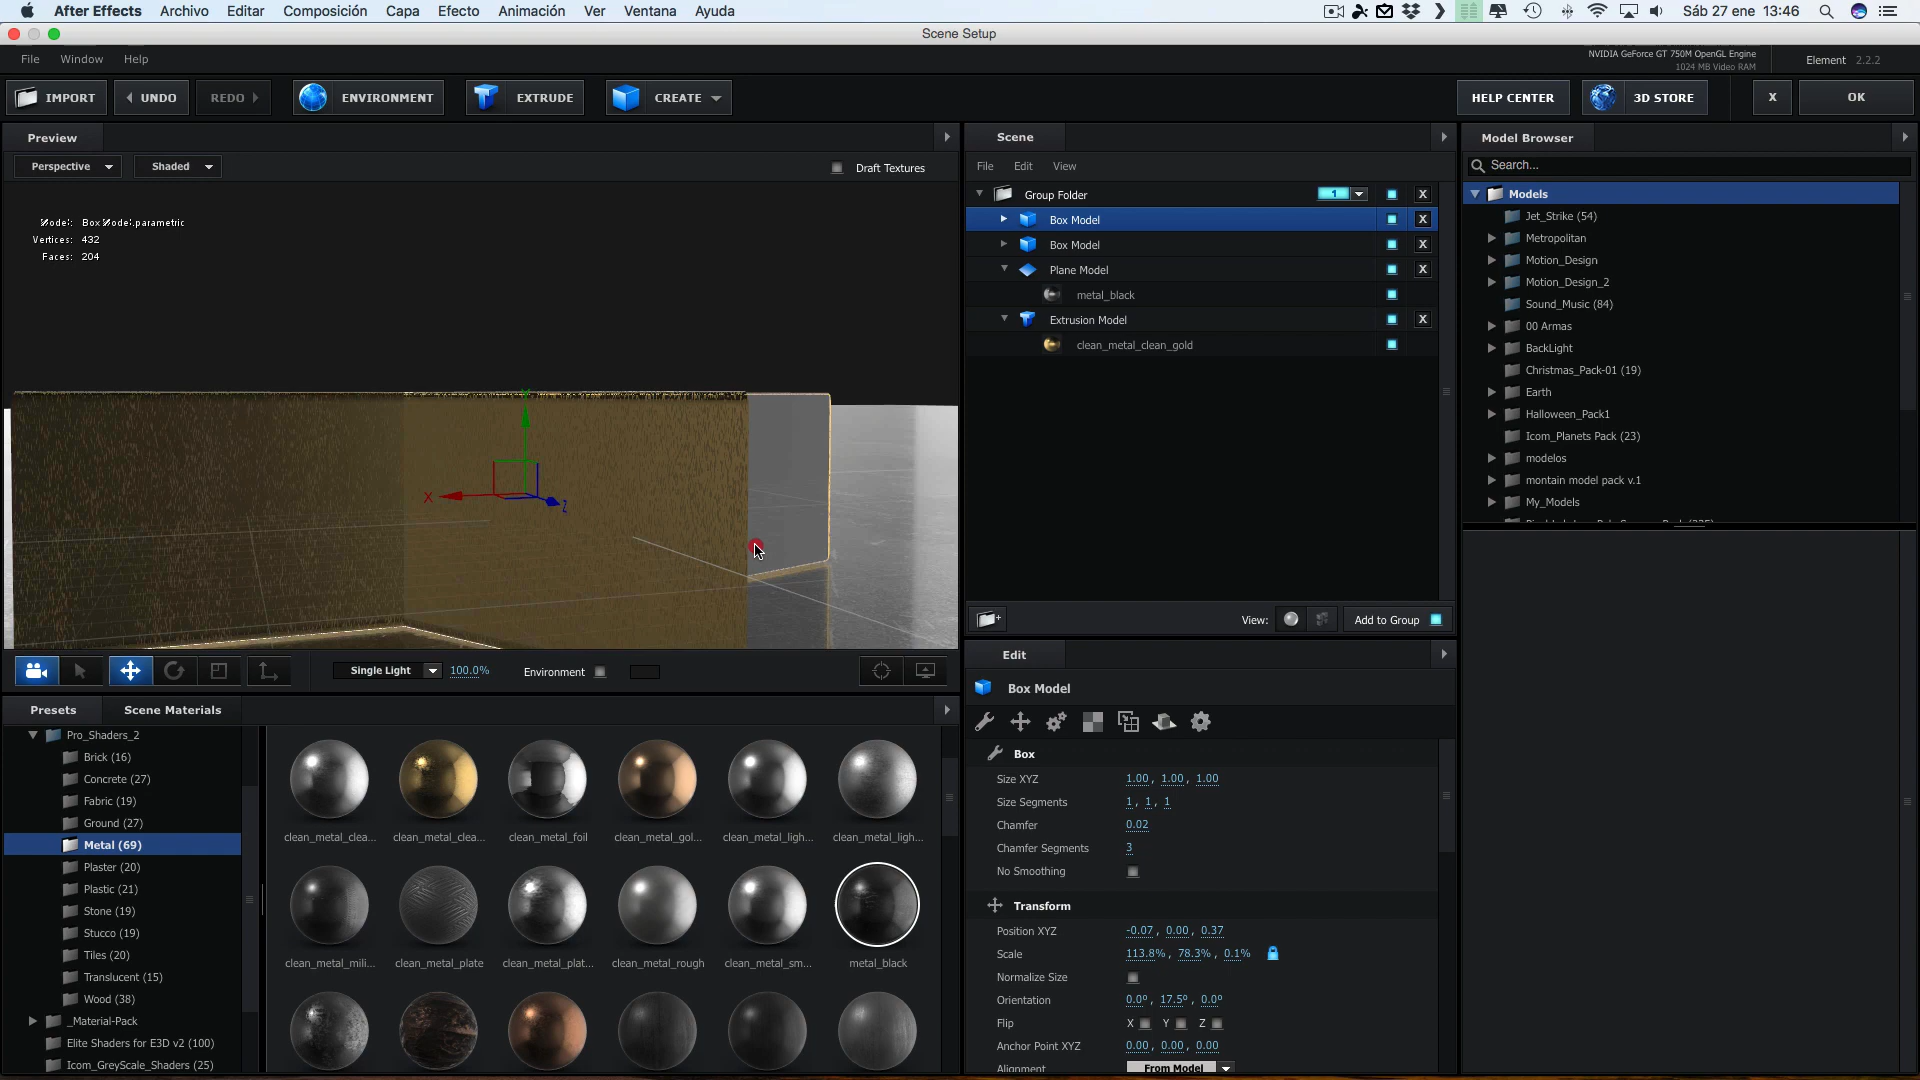 After Effects Archivo Editar Composición Capa Efecto Animación Ver Ventana Ayuda Sáb 27 ene 13:46
Scene Setup
File Window Help
NVIDIA GeForce GT 750M OpenGL Engine
1024 MB Video RAM
Element 2.2.2
IMPORT UNDO REDO ENVIRONMENT EXTRUDE CREATE HELP CENTER 3D STORE X OK
Preview
Perspective Shaded Draft Textures
Vertices: 432
Faces: 204
X
Z
Single Light 100.0% Environment
Scene
File Edit View
Group Folder 1 X
Box Model X
Box Model X
Plane Model X
metal_black
Extrusion Model X
clean_metal_clean_gold
View: Add to Group
Model Browser
Search...
Models
Jet_Strike (54)
Metropolitan
Motion_Design
Motion_Design_2
Sound_Music (84)
00 Armas
BackLight
Christmas_Pack-01 (19)
Earth
Halloween_Pack1
Icom_Planets Pack (23)
modelos
montain model pack v.1
My_Models
Presets Scene Materials
Pro_Shaders_2
Brick (16)
Concrete (27)
Fabric (19)
Ground (27)
Metal (69)
Plaster (20)
Plastic (21)
Stone (19)
Stucco (19)
Tiles (20)
Translucent (15)
Wood (38)
_Material-Pack
Elite Shaders for E3D v2 (100)
Icom_GreyScale_Shaders (25)
clean_metal_clea... clean_metal_clea... clean_metal_foil clean_metal_gol... clean_metal_ligh... clean_metal_ligh...
clean_metal_mili... clean_metal_plate clean_metal_plat... clean_metal_rough clean_metal_sm... metal_black
Edit
Box Model
Box
Size XYZ 1.00, 1.00, 1.00
Size Segments 1, 1, 1
Chamfer 0.02
Chamfer Segments 3
No Smoothing
Transform
Position XYZ -0.07, 0.00, 0.37
Scale 113.8%, 78.3%, 0.1%
Normalize Size
Orientation 0.0º, 17.5º, 0.0º
Flip X Y Z
Anchor Point XYZ 0.00, 0.00, 0.00
Alignment From Model